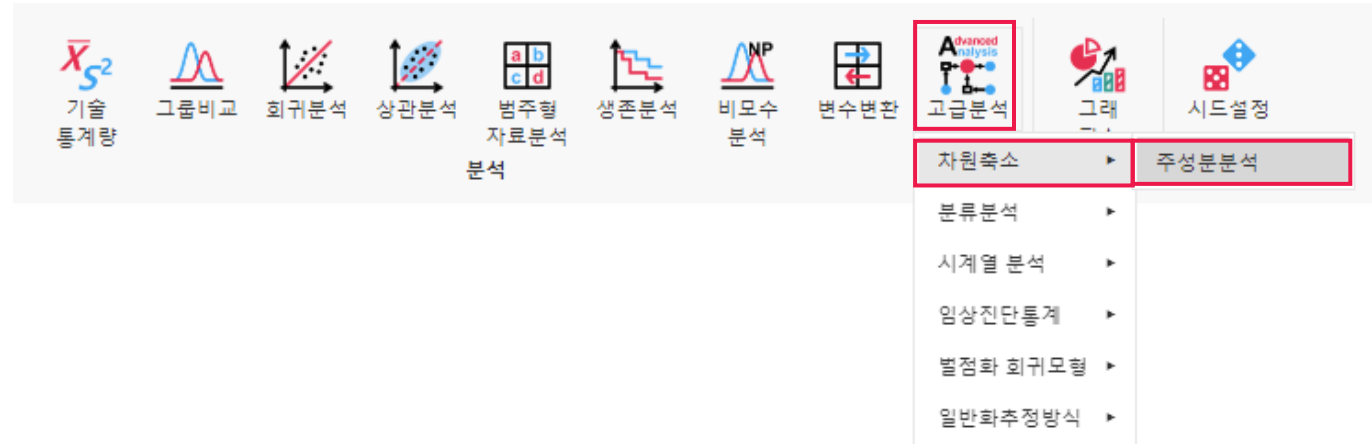 X S2
Advanced
Analysis
NP
a b
c d
기술
통계량
그룹비교
회귀분석
상관분석
범주형
자료분석
생존분석
비모수
분석
변수변환
고급분석
그래
시드설정
분석
차원축소 ▸
주성분분석
분류분석 ▸
시계열 분석 ▸
임상진단통계 ▸
벌점화 회귀모형 ▸
일반화추정방식 ▸